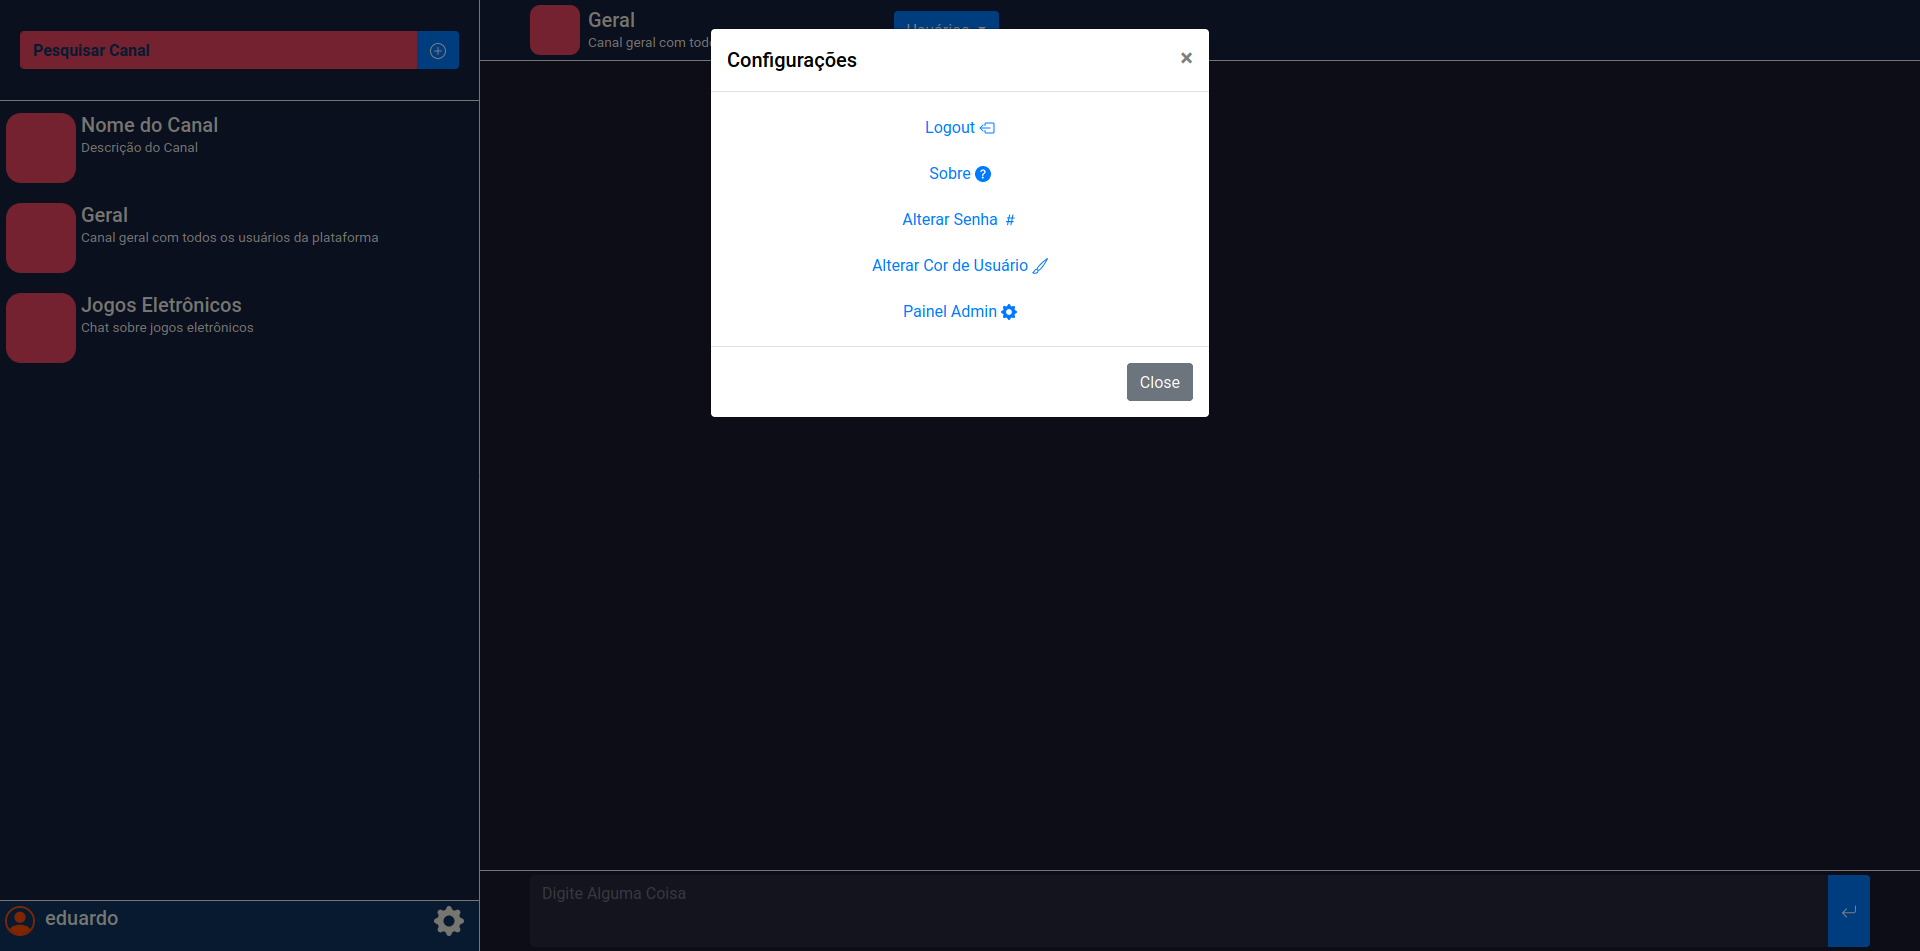 Pesquisar Canal
Nome do Canal
Descrição do Canal
Geral
Canal geral com todos os usuários da plataforma
Jogos Eletrônicos
Chat sobre jogos eletrônicos
eduardo
Geral
Canal geral com todo
Usuários
Configurações
×
Logout
Sobre ?
Alterar Senha #
Alterar Cor de Usuário
Painel Admin
Close
Digite Alguma Coisa